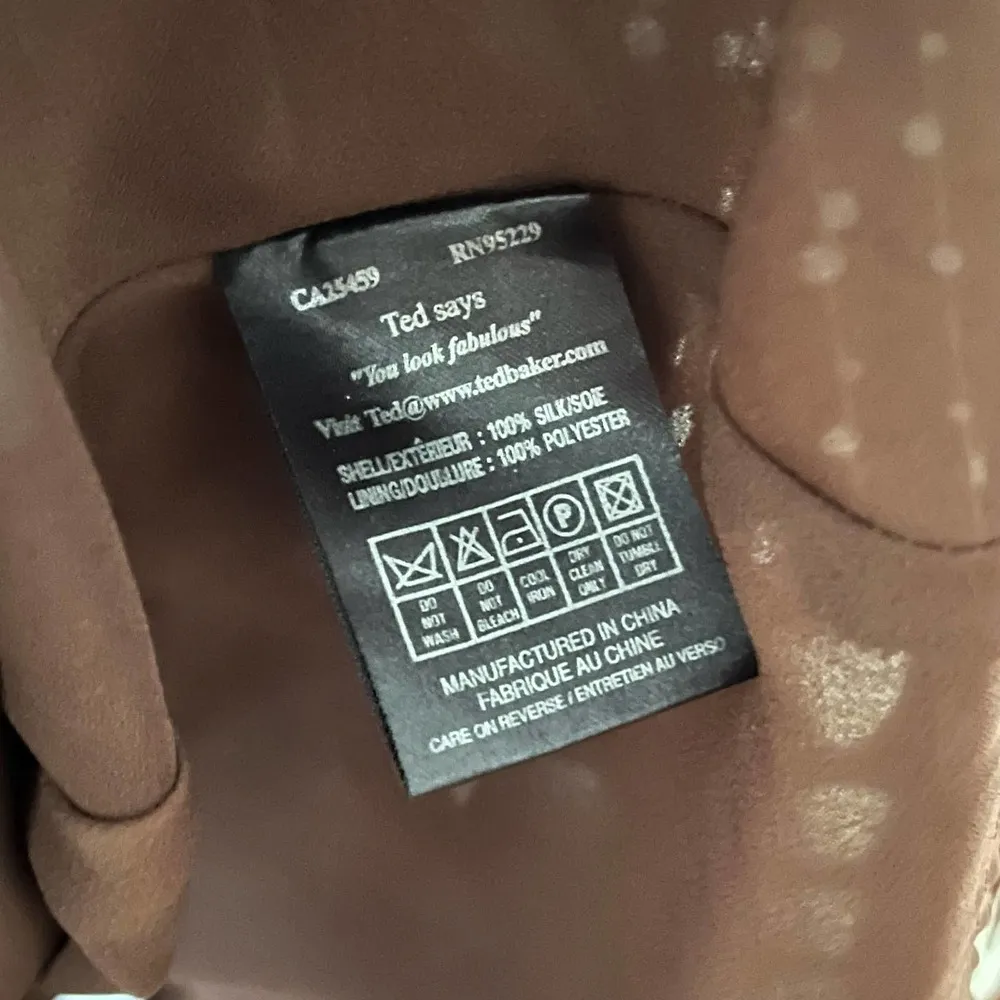 CA25459 RN95229
Ted says
"You look fabulous"
Visit Ted@www.tedbaker.com
SHELL/EXTÉRIEUR : 100% SILK/SOIE
LINING/DOUBLURE : 100% POLYESTER
P
DO NOT WASH
DO NOT BLEACH
COOL IRON
DRY CLEAN ONLY
DO NOT TUMBLE DRY
MANUFACTURED IN CHINA
FABRIQUE AU CHINE
CARE ON REVERSE / ENTRETIEN AU VERSO